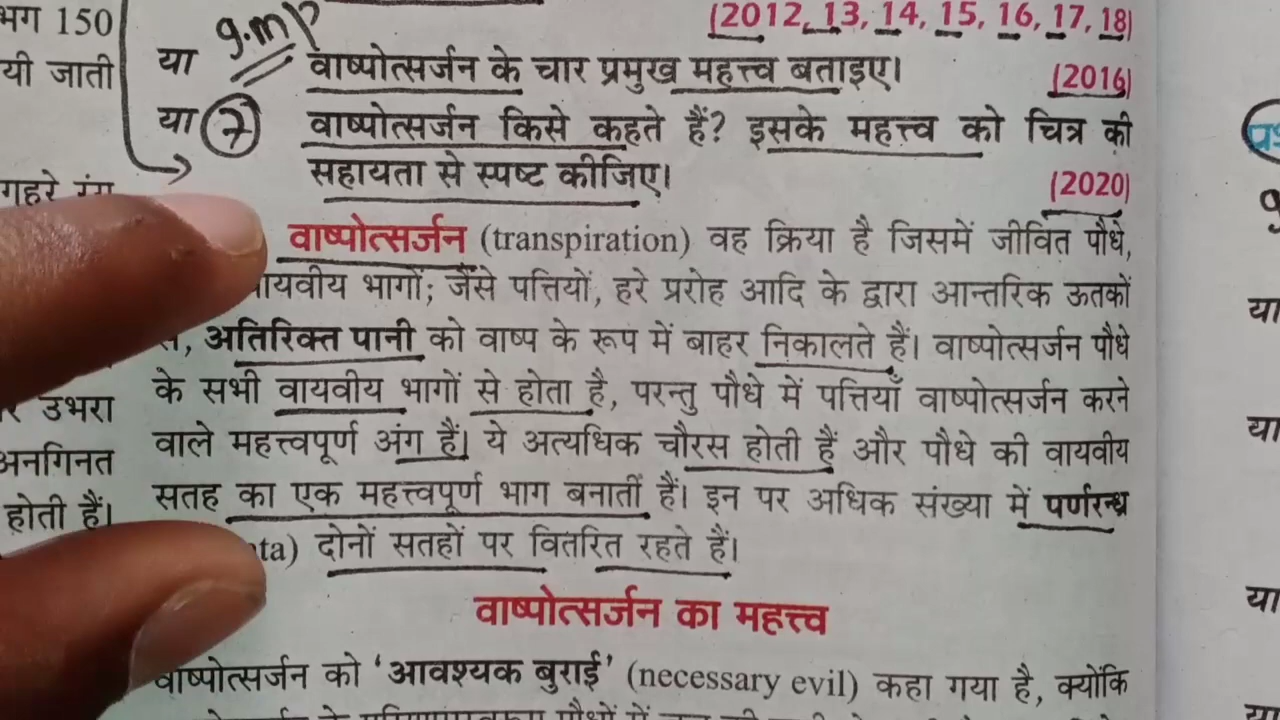 (2012, 13, 14, 15, 16, 17, 18)
भग 150
g.mp
या वाष्पोत्सर्जन के चार प्रमुख महत्त्व बताइए। (2016)
यी जाती
या 7 वाष्पोत्सर्जन किसे कहते हैं? इसके महत्त्व को चित्र की
सहायता से स्पष्ट कीजिए। (2020)
गहरे रंग
वाष्पोत्सर्जन (transpiration) वह क्रिया है जिसमें जीवित पौधे,
भागों; जैसे पत्तियों, हरे प्ररोह आदि के द्वारा आन्तरिक ऊतकों
अतिरिक्त पानी को वाष्प के रूप में बाहर निकालते हैं। वाष्पोत्सर्जन पौधे
के सभी वायवीय भागों से होता है, परन्तु पौधे में पत्तियाँ वाष्पोत्सर्जन करने
उभरा
वाले महत्त्वपूर्ण अंग हैं। ये अत्यधिक चौरस होती हैं और पौधे की वायवीय
अनगिनत
सतह का एक महत्त्वपूर्ण भाग बनाती हैं। इन पर अधिक संख्या में पर्णरन्ध्र
होती हैं।
दोनों सतहों पर वितरित रहते हैं।
वाष्पोत्सर्जन का महत्त्व
वाष्पोत्सर्जन को 'आवश्यक बुराई' (necessary evil) कहा गया है, क्योंकि
या
या
या